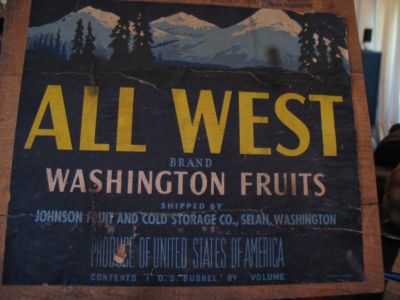 ALL WEST
BRAND
WASHINGTON FRUITS
SHIPPED BY
JOHNSON FRUIT AND COLD STORAGE CO., SELAH, WASHINGTON
PRODUCE OF UNITED STATES OF AMERICA
CONTENTS 1 U.S. BUSHEL BY VOLUME